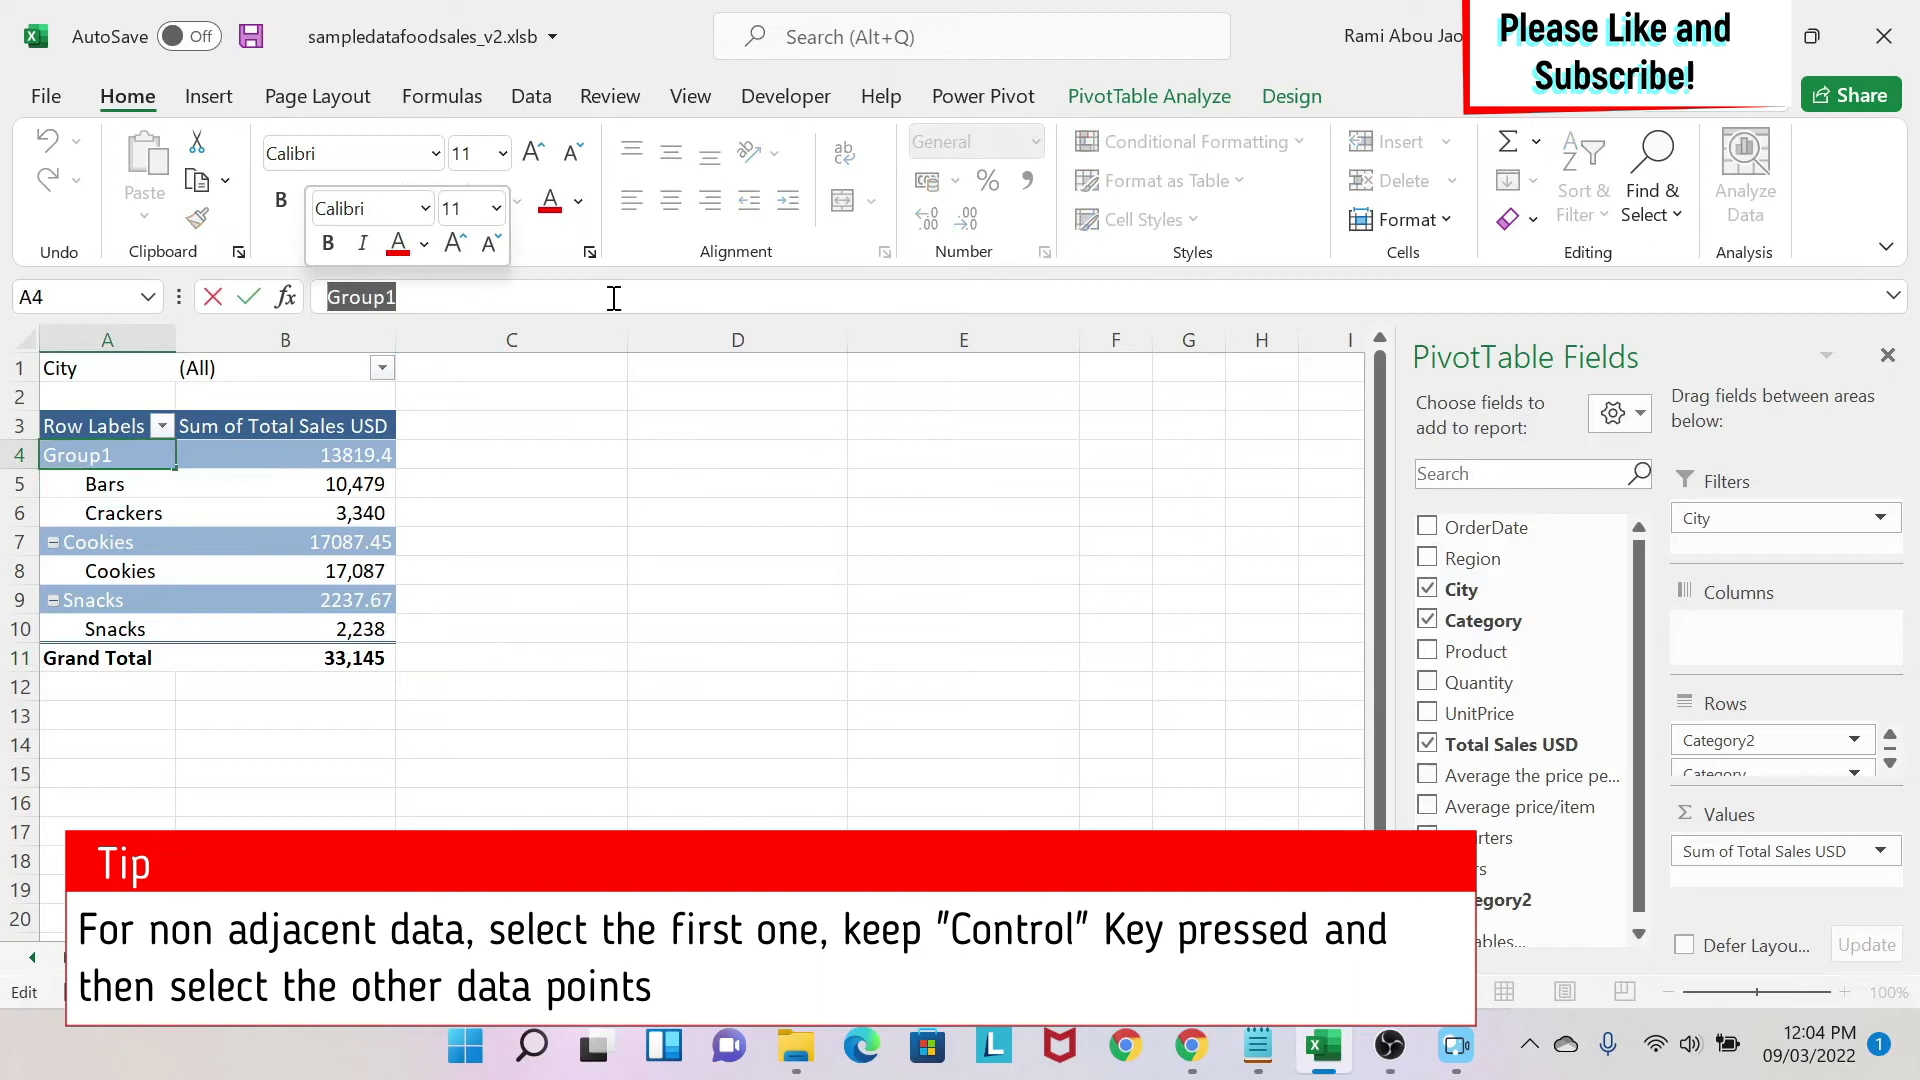 AutoSave Off sampledatafoodsales_v2.xlsb Search (Alt+Q) Rami Abou Jao
Please Like and
Subscribe!
File Home Insert Page Layout Formulas Data Review View Developer Help Power Pivot PivotTable Analyze Design Share
Calibri 11 General Conditional Formatting Insert
ab
Paste Format as Table Delete Sort & Find & Analyze
B Cell Styles Format Filter Select Data
Calibri 11
B I A
Undo Clipboard Alignment Number Styles Cells Editing Analysis
A4 fx Group1
A B C D E F G H I
1 City (All)
2
3 Row Labels Sum of Total Sales USD
4 Group1 13819.4
5 Bars 10,479
6 Crackers 3,340
7 Cookies 17087.45
8 Cookies 17,087
9 Snacks 2237.67
10 Snacks 2,238
11 Grand Total 33,145
12
13
14
15
16
17
18
19
20
PivotTable Fields
Choose fields to
add to report:
Search
OrderDate
Region
City
Category
Product
Quantity
UnitPrice
Total Sales USD
Average the price pe...
Average price/item
Drag fields between areas
below:
Filters
City
Columns
Rows
Category2
Category
Values
Sum of Total Sales USD
Defer Layou... Update
Tip
For non adjacent data, select the first one, keep "Control" Key pressed and
then select the other data points
Edit
100%
12:04 PM
09/03/2022
1